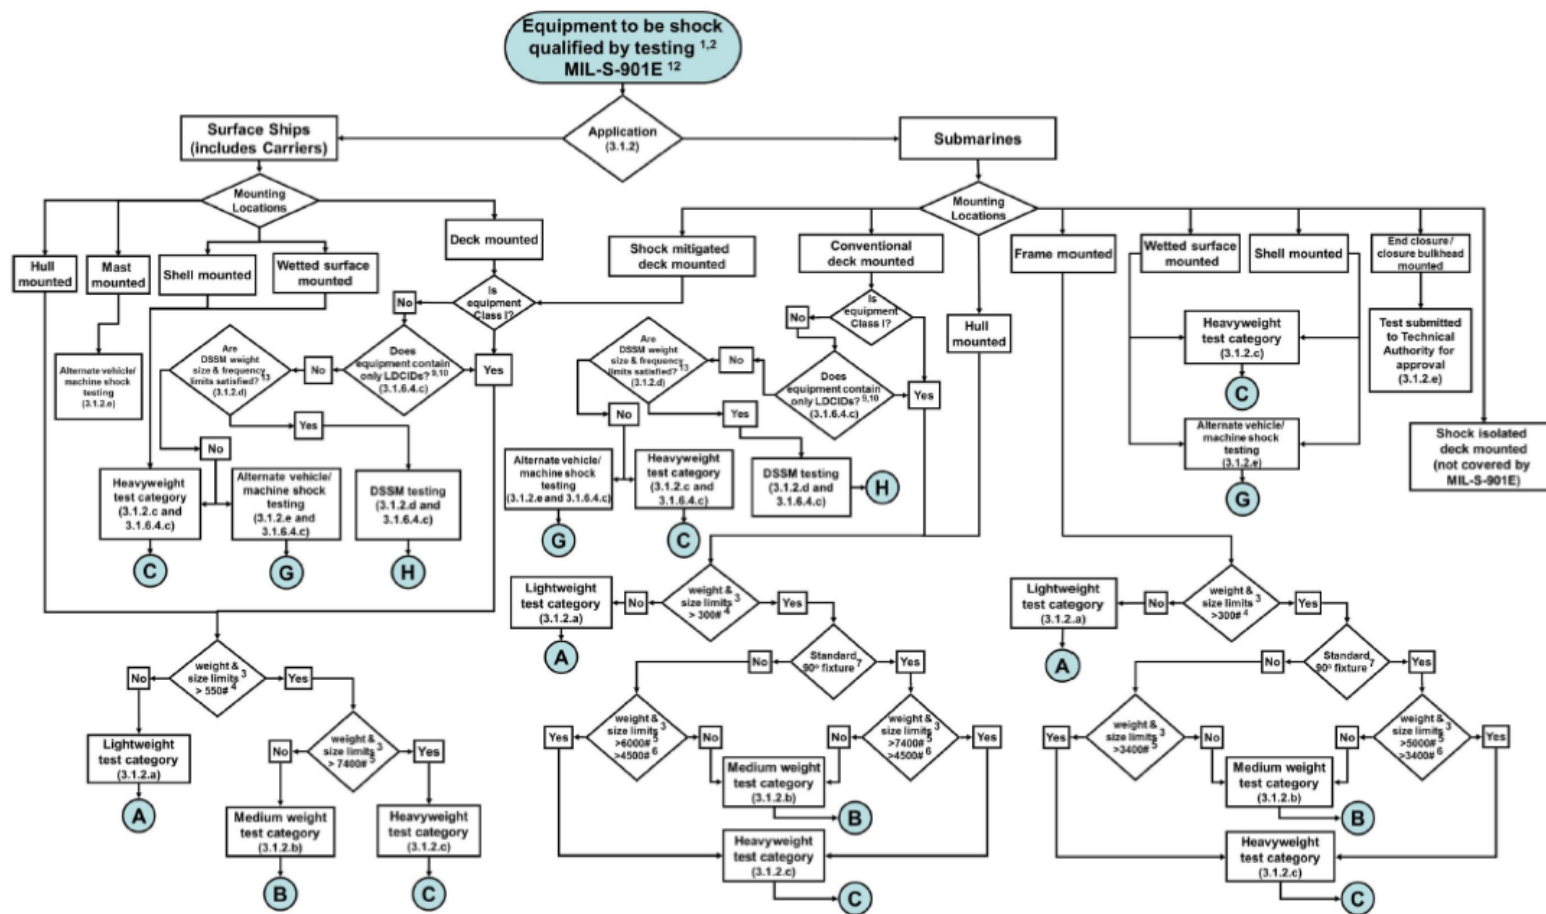 Equipment to be shock
qualified by testing 1,2
MIL-S-901E 12
Application
(3.1.2)
Surface Ships
(includes Carriers)
Submarines
Mounting
Locations
Mounting
Locations
Hull
mounted
Mast
mounted
Shell mounted
Wetted surface
mounted
Deck mounted
Shock mitigated
deck mounted
Conventional
deck mounted
Hull
mounted
Frame mounted
Wetted surface
mounted
Shell mounted
End closure/
closure bulkhead
mounted
Is
equipment
Class I?
No
Yes
Does
equipment contain
only LDCIDs? 9,10
(3.1.6.4.c)
No
Are
DSSM weight
size & frequency
limits satisfied? 13
(3.1.2.d)
No
Yes
Alternate vehicle/
machine shock
testing
(3.1.2.e)
Heavyweight
test category
(3.1.2.c and
3.1.6.4.c)
C
Alternate vehicle/
machine shock
testing
(3.1.2.e and
3.1.6.4.c)
G
DSSM testing
(3.1.2.d and
3.1.6.4.c)
H
Is
equipment
Class I?
No
Does
equipment contain
only LDCIDs? 9,10
(3.1.6.4.c)
Yes
No
Are
DSSM weight
size & frequency
limits satisfied? 13
(3.1.2.d)
No
Yes
Alternate vehicle/
machine shock
testing
(3.1.2.e and 3.1.6.4.c)
G
Heavyweight
test category
(3.1.2.c and
3.1.6.4.c)
C
DSSM testing
(3.1.2.d and
3.1.6.4.c)
H
Heavyweight
test category
(3.1.2.c)
C
Alternate vehicle/
machine shock
testing
(3.1.2.e)
G
Test submitted
to Technical
Authority for
approval
(3.1.2.e)
Shock isolated
deck mounted
(not covered by
MIL-S-901E)
weight &
size limits 3
> 550# 4
No
Yes
Lightweight
test category
(3.1.2.a)
A
weight &
size limits 3
> 7400# 5
No
Yes
Medium weight
test category
(3.1.2.b)
B
Heavyweight
test category
(3.1.2.c)
C
Lightweight
test category
(3.1.2.a)
A
No
weight &
size limits 3
> 300# 4
Yes
Standard
90° fixture 7
No
Yes
Yes
weight &
size limits 3
>6000# 5
>4500# 6
No
No
weight &
size limits 3
>7400# 5
>4500# 6
Yes
Medium weight
test category
(3.1.2.b)
B
Heavyweight
test category
(3.1.2.c)
C
Lightweight
test category
(3.1.2.a)
A
No
weight &
size limits 3
>300# 4
Yes
Standard
90° fixture 7
No
Yes
Yes
weight &
size limits 3
>3400# 5
No
No
weight &
size limits 3
>5000# 5
>3400# 6
Yes
Medium weight
test category
(3.1.2.b)
B
Heavyweight
test category
(3.1.2.c)
C